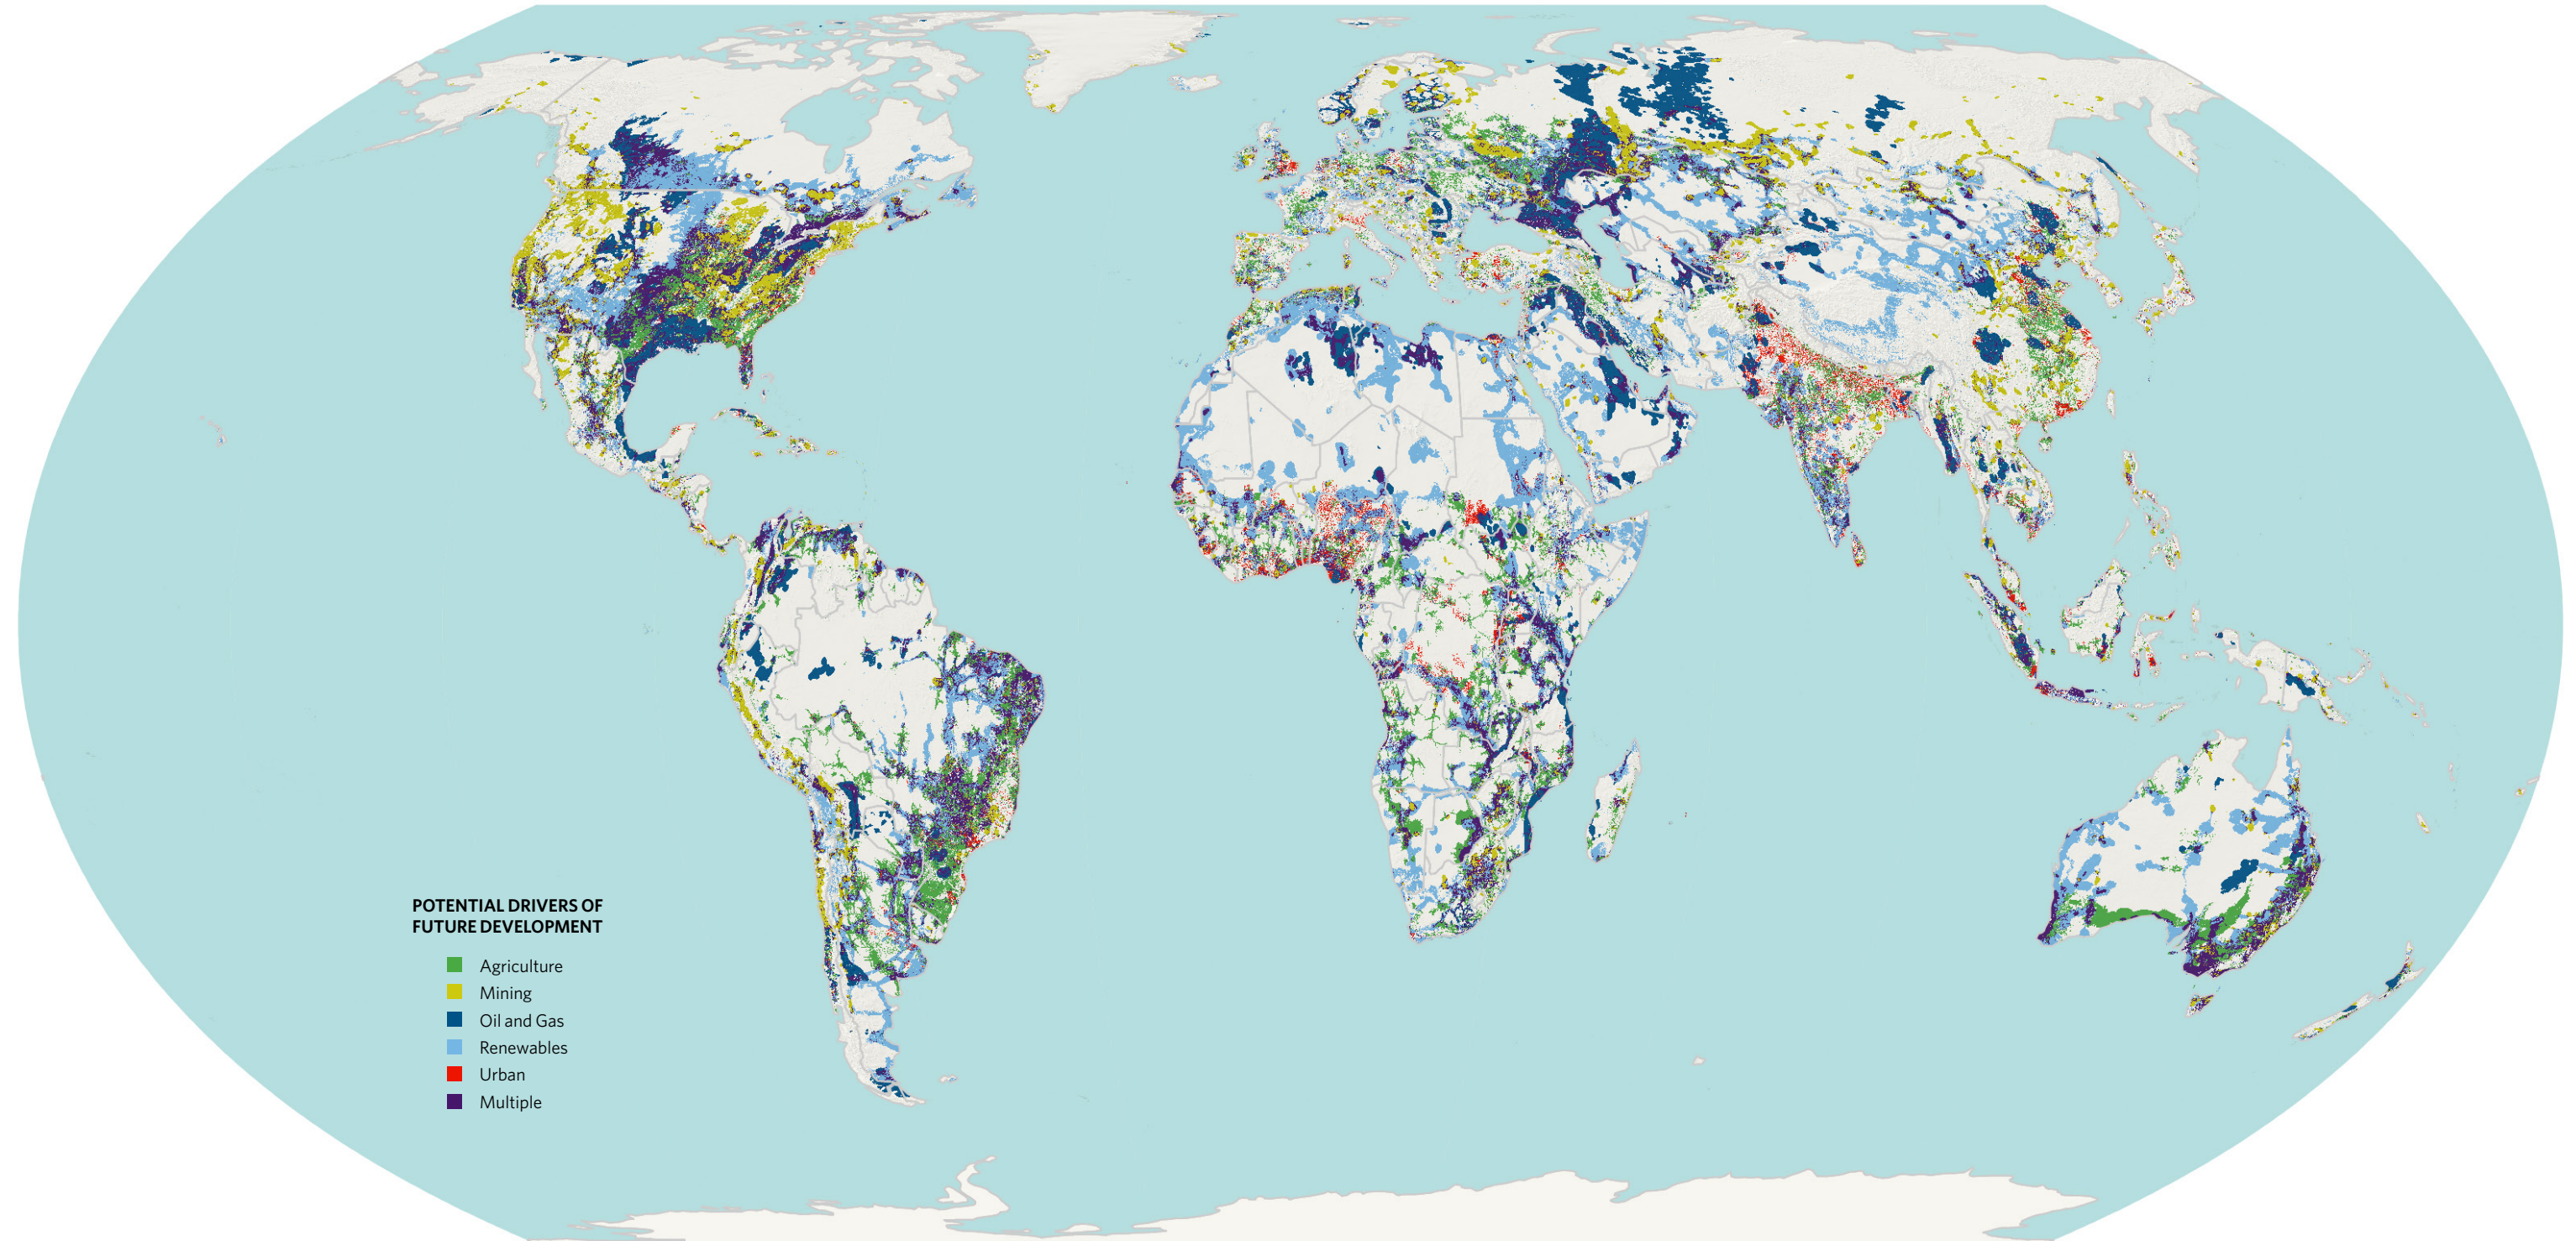 POTENTIAL DRIVERS OF
FUTURE DEVELOPMENT
Agriculture
Mining
Oil and Gas
Renewables
Urban
Multiple